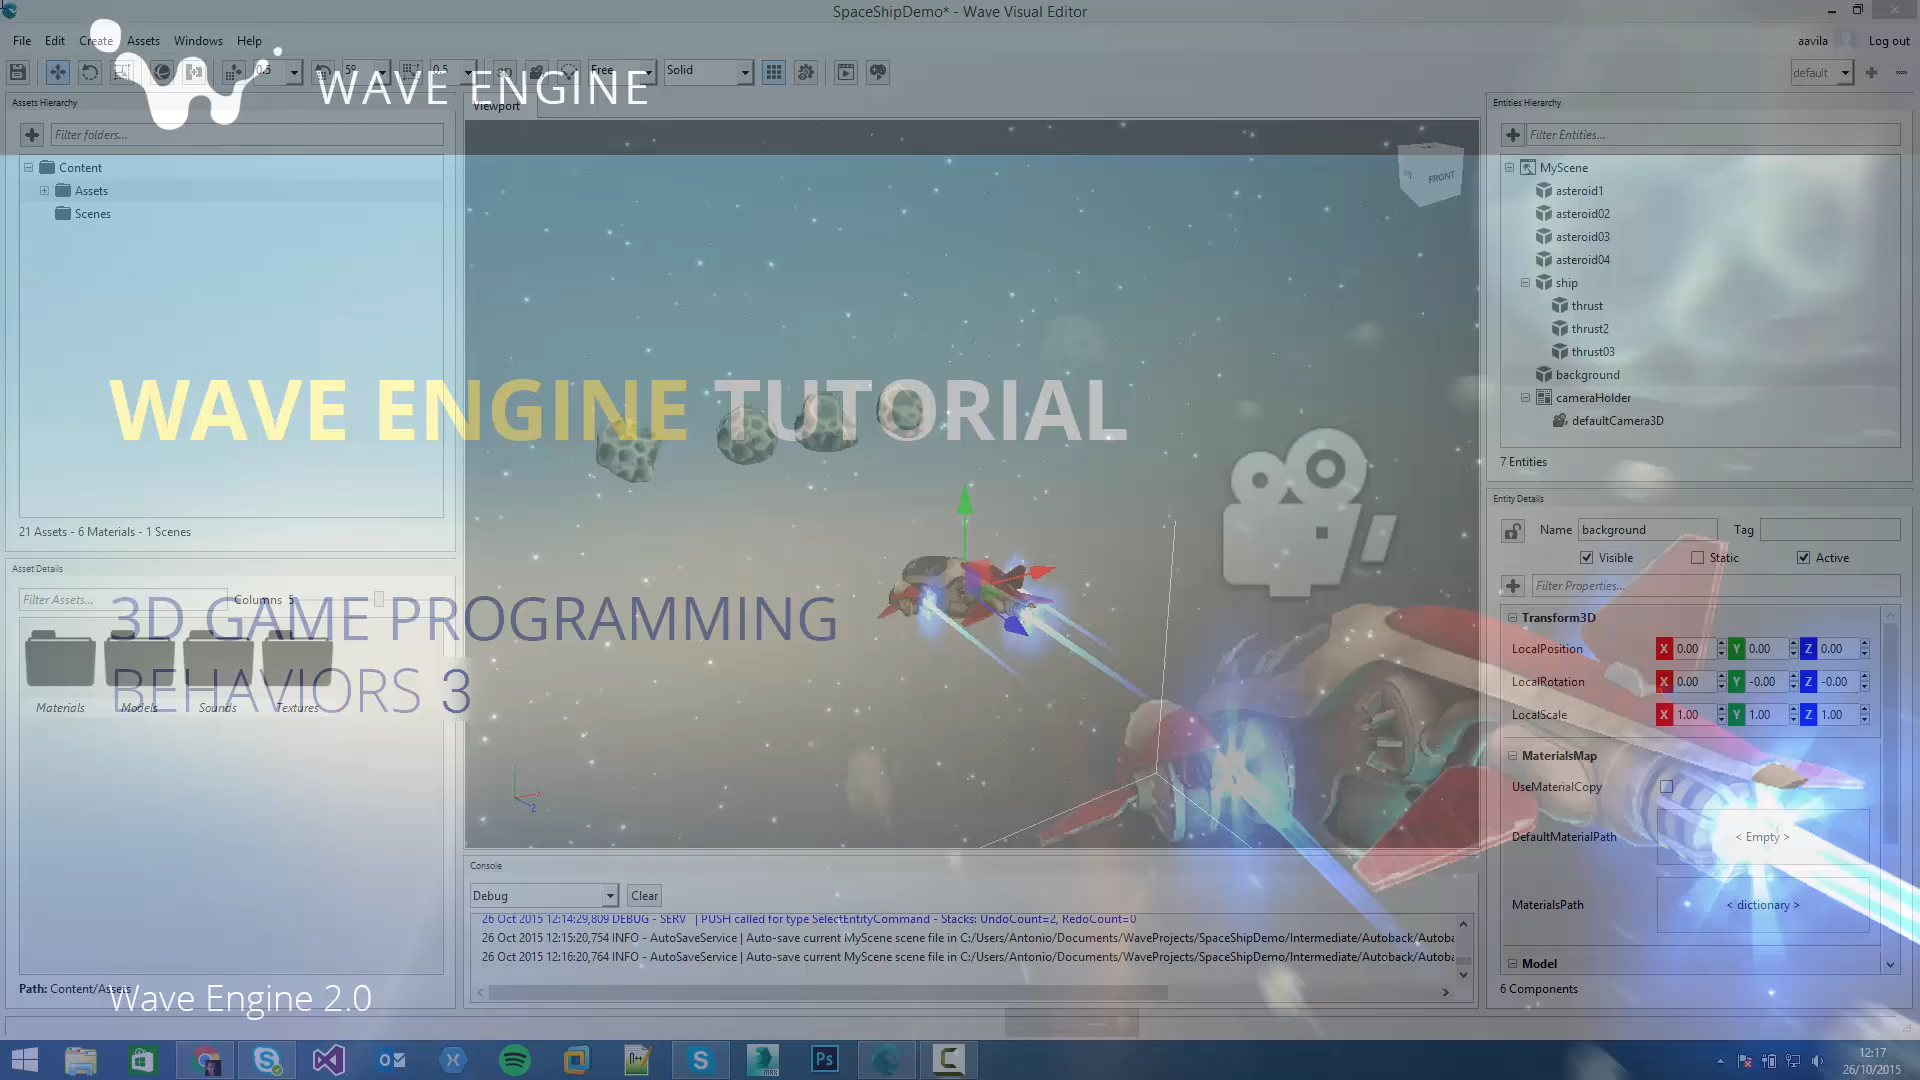 SpaceShipDemo* - Wave Visual Editor
File Edit Create Assets Windows Help
aavila Log out
0.5 5º 0.5 Free Solid
default
WAVE ENGINE
Assets Hierarchy
Filter folders...
Content
Assets
Scenes
21 Assets - 6 Materials - 1 Scenes
Viewport
FRONT
WAVE ENGINE TUTORIAL
3D GAME PROGRAMMING
BEHAVIORS 3
Wave Engine 2.0
Asset Details
Filter Assets...
Columns 5
Materials Models Sounds Textures
Path: Content/Assets
Console
Debug Clear
26 Oct 2015 12:14:29,809 DEBUG - SERV | PUSH called for type SelectEntityCommand - Stacks: UndoCount=2, RedoCount=0
26 Oct 2015 12:15:20,754 INFO - AutoSaveService | Auto-save current MyScene scene file in C:/Users/Antonio/Documents/WaveProjects/SpaceShipDemo/Intermediate/Autoback/Autoba
26 Oct 2015 12:16:20,764 INFO - AutoSaveService | Auto-save current MyScene scene file in C:/Users/Antonio/Documents/WaveProjects/SpaceShipDemo/Intermediate/Autoback/Autoba
Entities Hierarchy
Filter Entities...
MyScene
asteroid1
asteroid02
asteroid03
asteroid04
ship
thrust
thrust2
thrust03
background
cameraHolder
defaultCamera3D
7 Entities
Entity Details
Name background Tag
Visible Static Active
Filter Properties...
Transform3D
LocalPosition X 0.00 Y 0.00 Z 0.00
LocalRotation X 0.00 Y -0.00 Z -0.00
LocalScale X 1.00 Y 1.00 Z 1.00
MaterialsMap
UseMaterialCopy
DefaultMaterialPath < Empty >
MaterialsPath < dictionary >
Model
6 Components
X
Z
Ps
12:17
26/10/2015